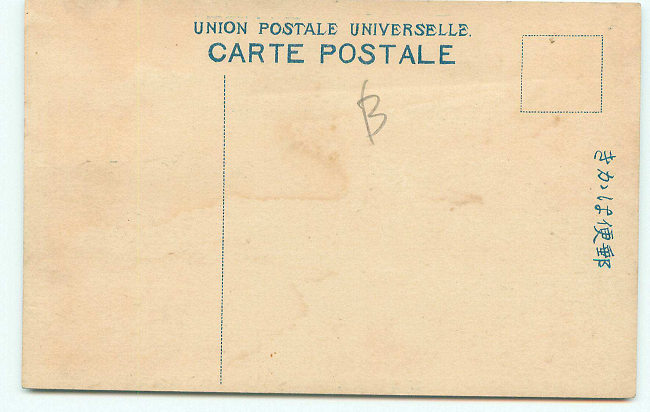 UNION POSTALE UNIVERSELLE.
CARTE POSTALE
B
郵便はかき